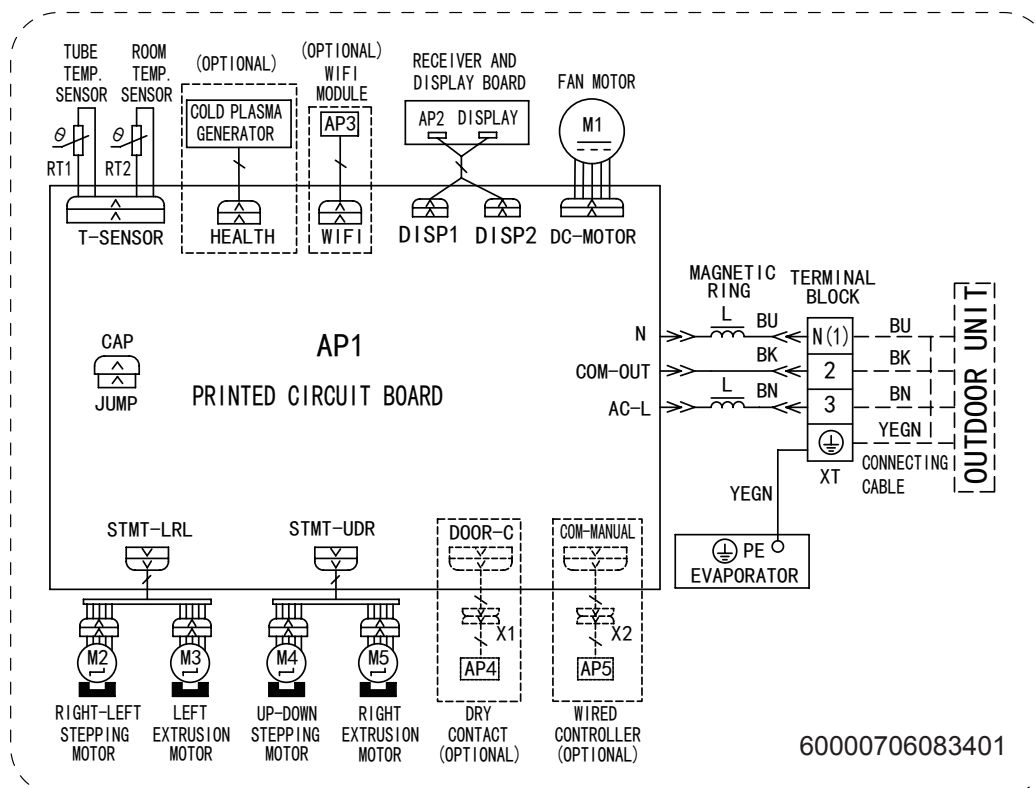 TUBE
TEMP.
SENSOR
ROOM
TEMP.
SENSOR
(OPTIONAL)
(OPTIONAL)
WIFI
MODULE
RECEIVER AND
DISPLAY BOARD
FAN MOTOR
θ
RT1
θ
RT2
COLD PLASMA
GENERATOR
AP3
AP2 DISPLAY
M1
T-SENSOR
HEALTH
WIFI
DISP1
DISP2
DC-MOTOR
CAP
JUMP
AP1
PRINTED CIRCUIT BOARD
MAGNETIC
RING
TERMINAL
BLOCK
N
L
BU
N(1)
BU
COM-OUT
BK
2
BK
AC-L
L
BN
3
BN
YEGN
XT
CONNECTING
CABLE
OUTDOOR UNIT
YEGN
PE
EVAPORATOR
STMT-LRL
STMT-UDR
DOOR-C
COM-MANUAL
X1
X2
M2
M3
M4
M5
AP4
AP5
RIGHT-LEFT
STEPPING
MOTOR
LEFT
EXTRUSION
MOTOR
UP-DOWN
STEPPING
MOTOR
RIGHT
EXTRUSION
MOTOR
DRY
CONTACT
(OPTIONAL)
WIRED
CONTROLLER
(OPTIONAL)
60000706083401